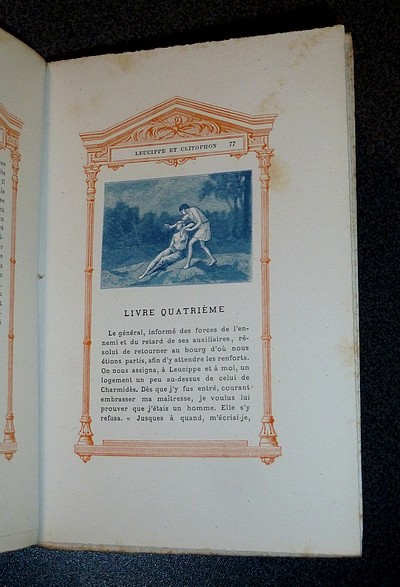 LEUCIPPE ET CLITOPHON 77
LIVRE QUATRIÈME
Le général, informé des forces de l'en-
nemi et du retard de ses auxiliaires, ré-
solut de retourner au bourg d'où nous
étions partis, afin d'y attendre les renforts.
On nous assigna, à Leucippe et à moi, un
logement un peu au-dessus de celui de
Charmidès. Dès que j'y fus entré, courant
embrasser ma maîtresse, je voulus lui
prouver que j'étais un homme. Elle s'y
refusa. « Jusques à quand, m'écriai-je,